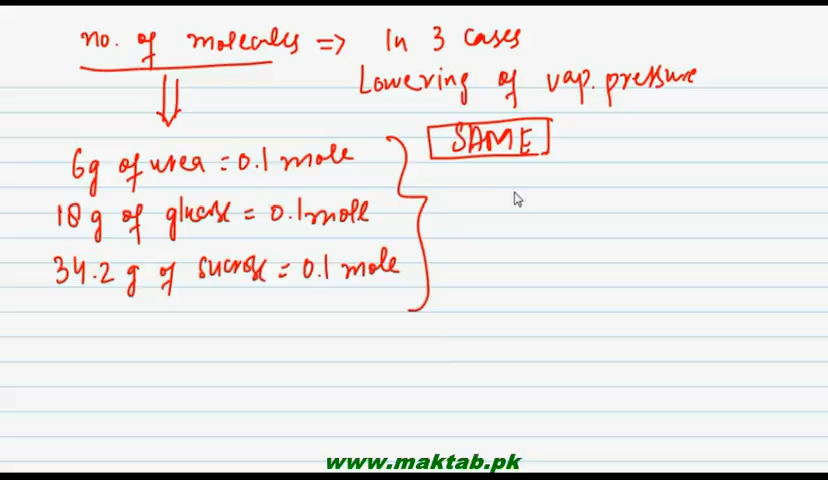 no. of molecules => In 3 cases
Lowering of vap. pressure
SAME
6g of urea = 0.1 mole
18 g of glucose = 0.1 mole
34.2 g of sucrose = 0.1 mole
www.maktab.pk